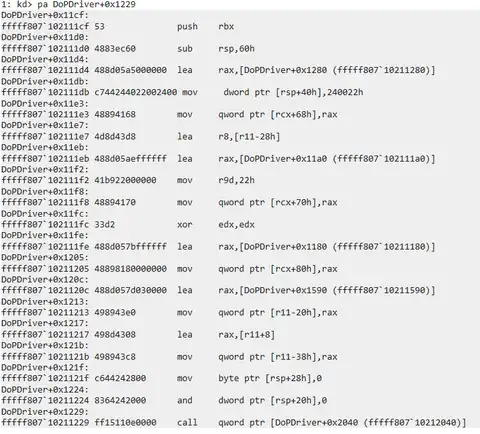 1: kd> pa DoPDriver+0x1229
DoPDriver+0x11cf:
fffff807`102111cf 53 push rbx
DoPDriver+0x11d0:
fffff807`102111d0 4883ec60 sub rsp,60h
DoPDriver+0x11d4:
fffff807`102111d4 488d05a5000000 lea rax,[DoPDriver+0x1280 (fffff807`10211280)]
DoPDriver+0x11db:
fffff807`102111db c744244022002400 mov dword ptr [rsp+40h],240022h
DoPDriver+0x11e3:
fffff807`102111e3 48894168 mov qword ptr [rcx+68h],rax
DoPDriver+0x11e7:
fffff807`102111e7 4d8d43d8 lea r8,[r11-28h]
DoPDriver+0x11eb:
fffff807`102111eb 488d05aeffffff lea rax,[DoPDriver+0x11a0 (fffff807`102111a0)]
DoPDriver+0x11f2:
fffff807`102111f2 41b922000000 mov r9d,22h
DoPDriver+0x11f8:
fffff807`102111f8 48894170 mov qword ptr [rcx+70h],rax
DoPDriver+0x11fc:
fffff807`102111fc 33d2 xor edx,edx
DoPDriver+0x11fe:
fffff807`102111fe 488d057bffffff lea rax,[DoPDriver+0x1180 (fffff807`10211180)]
DoPDriver+0x1205:
fffff807`10211205 48898180000000 mov qword ptr [rcx+80h],rax
DoPDriver+0x120c:
fffff807`1021120c 488d057d030000 lea rax,[DoPDriver+0x1590 (fffff807`10211590)]
DoPDriver+0x1213:
fffff807`10211213 498943e0 mov qword ptr [r11-20h],rax
DoPDriver+0x1217:
fffff807`10211217 498d4308 lea rax,[r11+8]
DoPDriver+0x121b:
fffff807`1021121b 498943c8 mov qword ptr [r11-38h],rax
DoPDriver+0x121f:
fffff807`1021121f c644242800 mov byte ptr [rsp+28h],0
DoPDriver+0x1224:
fffff807`10211224 8364242000 and dword ptr [rsp+20h],0
DoPDriver+0x1229:
fffff807`10211229 ff15110e0000 call qword ptr [DoPDriver+0x2040 (fffff807`10212040)]